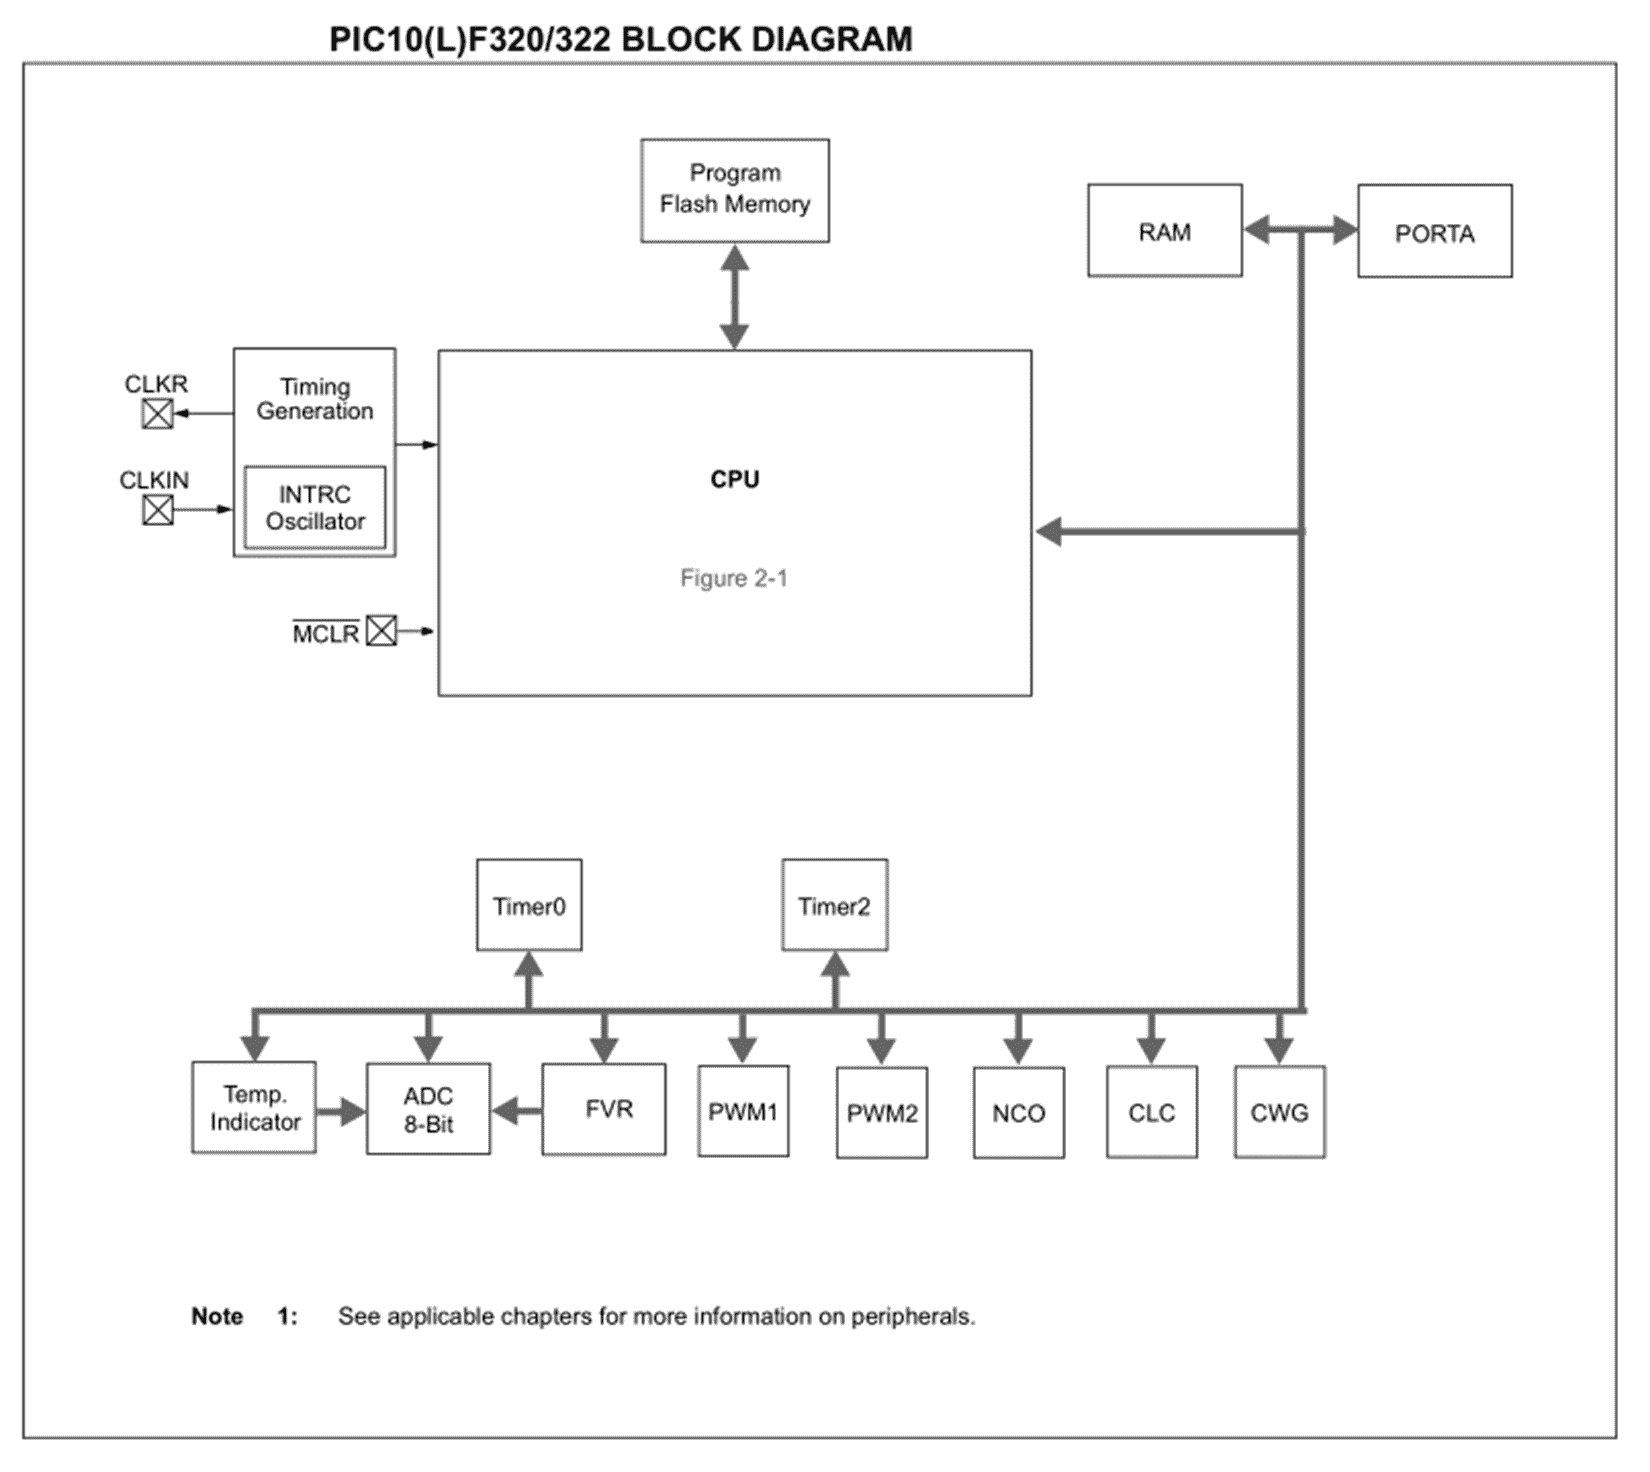 PIC10(L)F320/322 BLOCK DIAGRAM
Program
Flash Memory
RAM
PORTA
CLKR
Timing
Generation
CLKIN
INTRC
Oscillator
CPU
Figure 2-1
MCLR
Timer0
Timer2
Temp.
Indicator
ADC
8-Bit
FVR
PWM1
PWM2
NCO
CLC
CWG
Note 1: See applicable chapters for more information on peripherals.